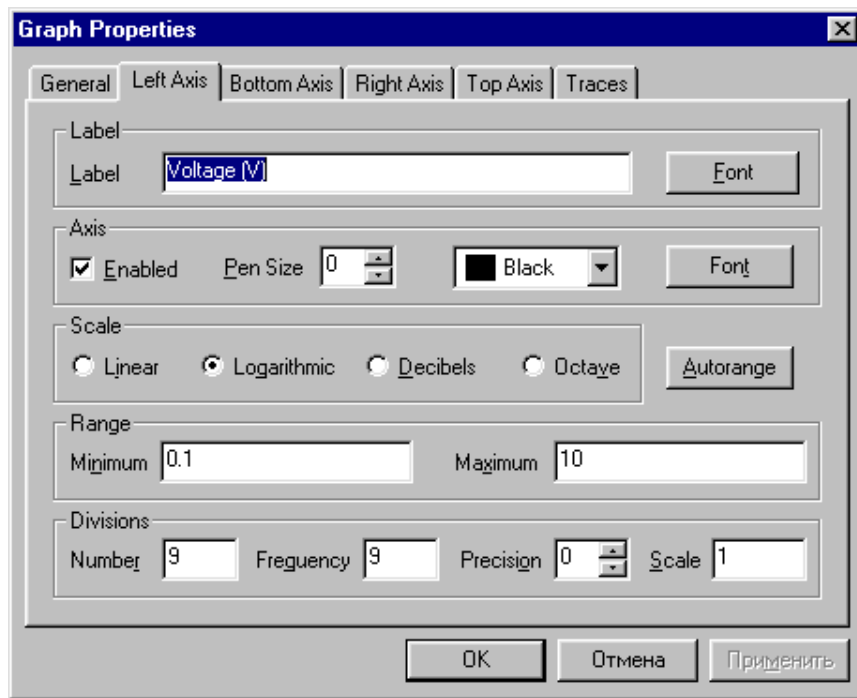 Graph Properties
General Left Axis Bottom Axis Right Axis Top Axis Traces
Label
Label Voltage (V) Font
Axis
Enabled Pen Size 0 Black Font
Scale
Linear Logarithmic Decibels Octave Autorange
Range
Minimum 0.1 Maximum 10
Divisions
Number 9 Freguency 9 Precision 0 Scale 1
OK Отмена Применить